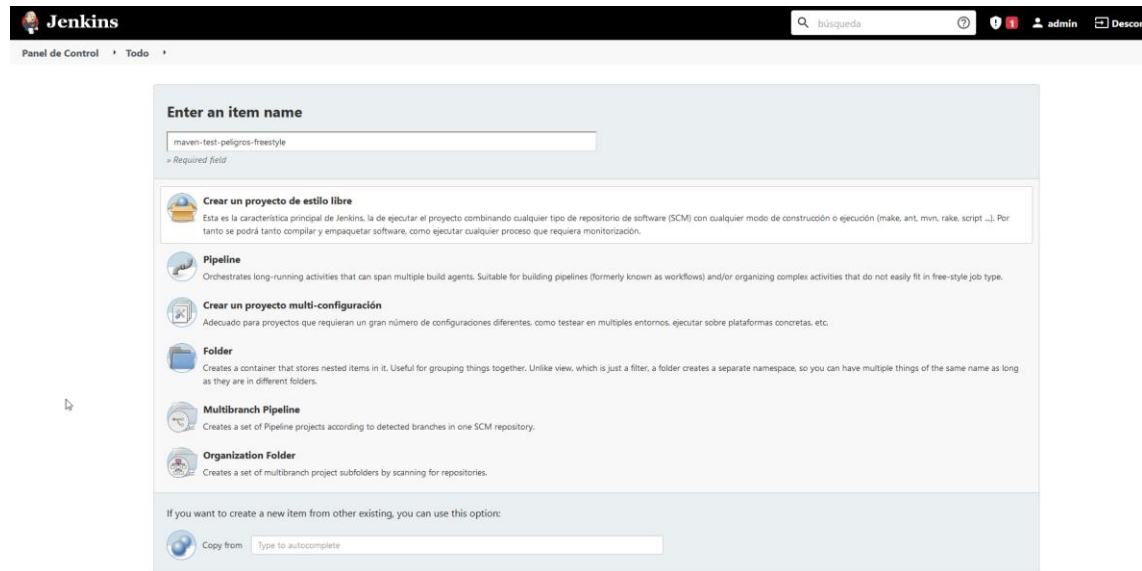 Jenkins
búsqueda
1
admin
Descon
Panel de Control
Todo
Enter an item name
maven-test-peligros-freestyle
» Required field
Crear un proyecto de estilo libre
Esta es la característica principal de Jenkins, la de ejecutar el proyecto combinando cualquier tipo de repositorio de software (SCM) con cualquier modo de construcción o ejecución (make, ant, mvn, rake, script ...). Por
tanto se podrá tanto compilar y empaquetar software, como ejecutar cualquier proceso que requiera monitorización.
Pipeline
Orchestrates long-running activities that can span multiple build agents. Suitable for building pipelines (formerly known as workflows) and/or organizing complex activities that do not easily fit in free-style job type.
Crear un proyecto multi-configuración
Adecuado para proyectos que requieran un gran número de configuraciones diferentes, como testear en multiples entornos, ejecutar sobre plataformas concretas, etc.
Folder
Creates a container that stores nested items in it. Useful for grouping things together. Unlike view, which is just a filter, a folder creates a separate namespace, so you can have multiple things of the same name as long
as they are in different folders.
Multibranch Pipeline
Creates a set of Pipeline projects according to detected branches in one SCM repository.
Organization Folder
Creates a set of multibranch project subfolders by scanning for repositories.
If you want to create a new item from other existing, you can use this option:
Copy from
Type to autocomplete